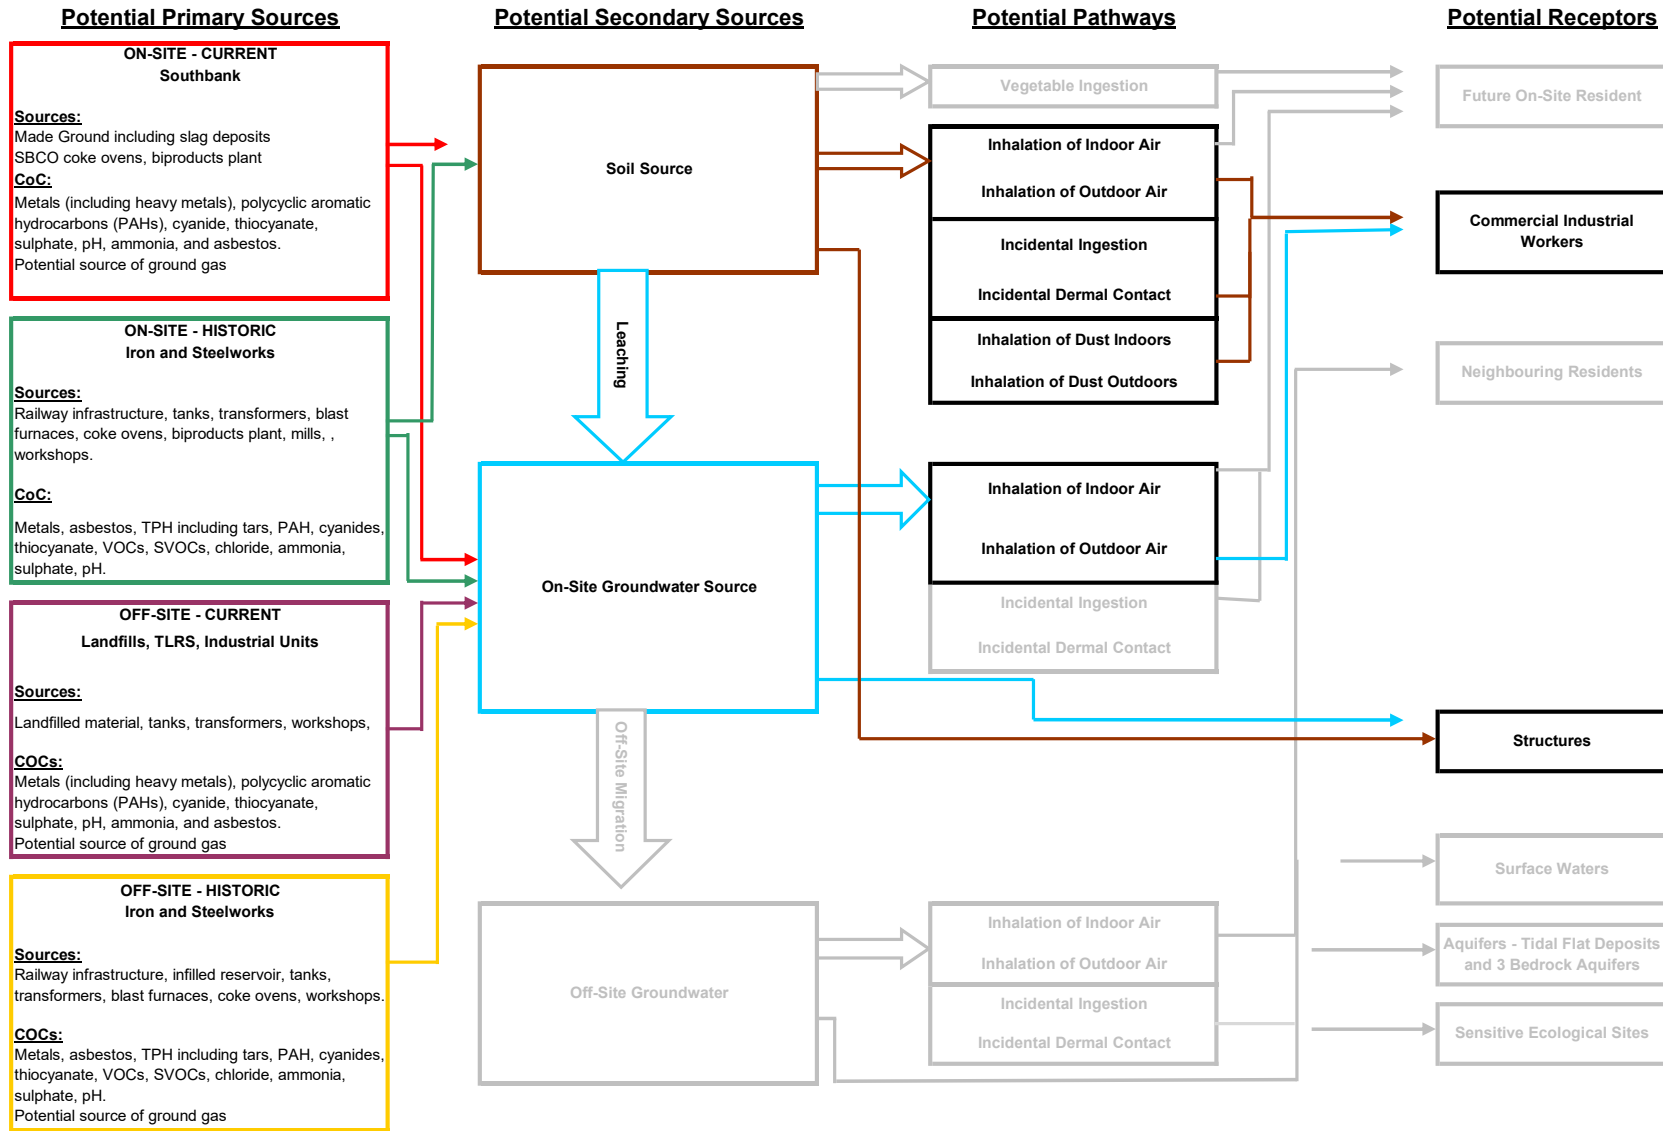 Potential Primary Sources
Potential Secondary Sources
Potential Pathways
Potential Receptors
ON-SITE - CURRENT
Southbank
Sources:
Made Ground including slag deposits
SBCO coke ovens, biproducts plant
CoC:
Metals (including heavy metals), polycyclic aromatic
hydrocarbons (PAHs), cyanide, thiocyanate,
sulphate, pH, ammonia, and asbestos.
Potential source of ground gas
ON-SITE - HISTORIC
Iron and Steelworks
Sources:
Railway infrastructure, tanks, transformers, blast
furnaces, coke ovens, biproducts plant, mills, ,
workshops.
CoC:
Metals, asbestos, TPH including tars, PAH, cyanides,
thiocyanate, VOCs, SVOCs, chloride, ammonia,
sulphate, pH.
OFF-SITE - CURRENT
Landfills, TLRS, Industrial Units
Sources:
Landfilled material, tanks, transformers, workshops,
COCs:
Metals (including heavy metals), polycyclic aromatic
hydrocarbons (PAHs), cyanide, thiocyanate,
sulphate, pH, ammonia, and asbestos.
Potential source of ground gas
OFF-SITE - HISTORIC
Iron and Steelworks
Sources:
Railway infrastructure, infilled reservoir, tanks,
transformers, blast furnaces, coke ovens, workshops.
COCs:
Metals, asbestos, TPH including tars, PAH, cyanides,
thiocyanate, VOCs, SVOCs, chloride, ammonia,
sulphate, pH.
Potential source of ground gas
Soil Source
Leaching
On-Site Groundwater Source
Off-Site Migration
Off-Site Groundwater
Vegetable Ingestion
Inhalation of Indoor Air
Inhalation of Outdoor Air
Incidental Ingestion
Incidental Dermal Contact
Inhalation of Dust Indoors
Inhalation of Dust Outdoors
Inhalation of Indoor Air
Inhalation of Outdoor Air
Incidental Ingestion
Incidental Dermal Contact
Inhalation of Indoor Air
Inhalation of Outdoor Air
Incidental Ingestion
Incidental Dermal Contact
Future On-Site Resident
Commercial Industrial
Workers
Neighbouring Residents
Structures
Surface Waters
Aquifers - Tidal Flat Deposits
and 3 Bedrock Aquifers
Sensitive Ecological Sites